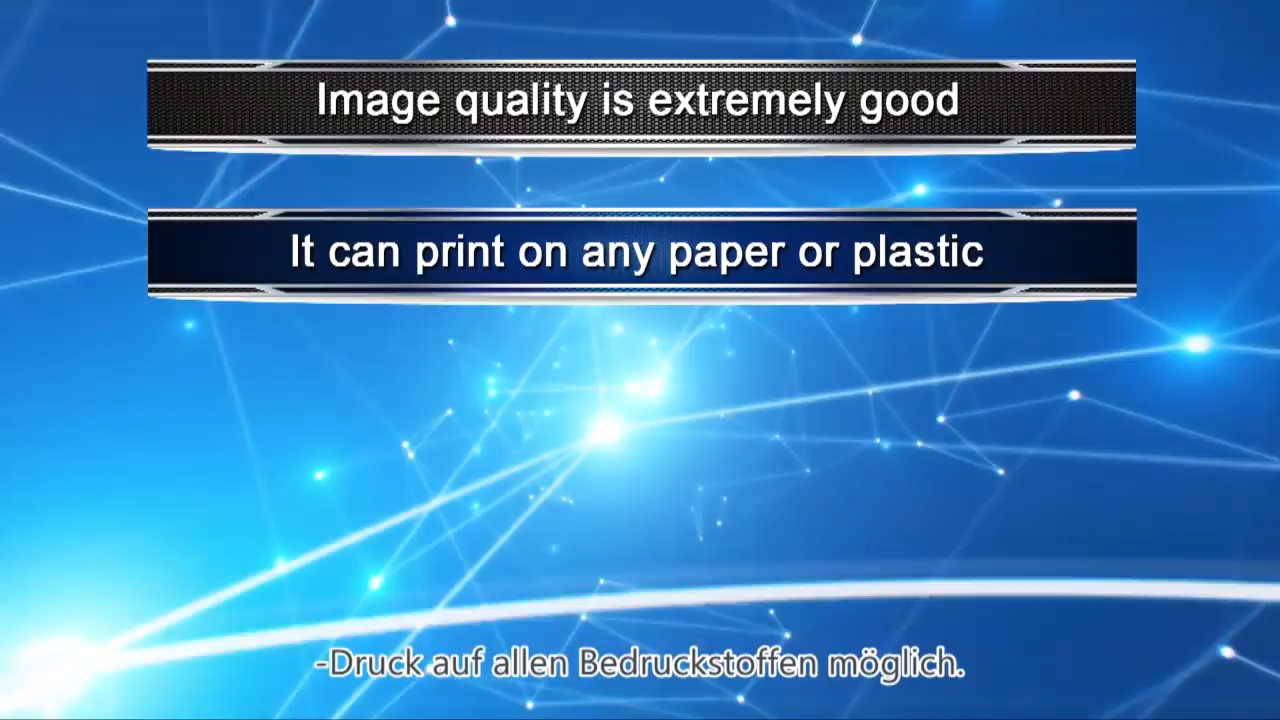 Image quality is extremely good
It can print on any paper or plastic
-Druck auf allen Bedruckstoffen möglich.